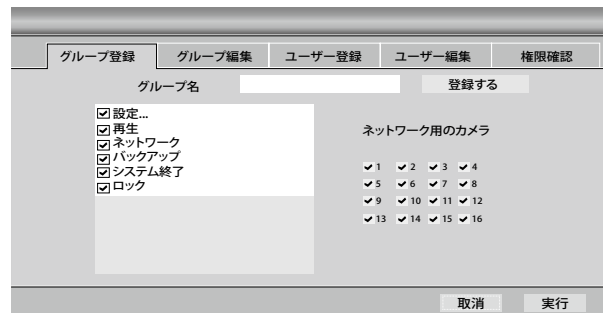 グループ登録 グループ編集 ユーザー登録 ユーザー編集 権限確認
グループ名 登録する
設定...
再生
ネットワーク
バックアップ
システム終了
ロック
ネットワーク用のカメラ
1 2 3 4
5 6 7 8
9 10 11 12
13 14 15 16
取消 実行